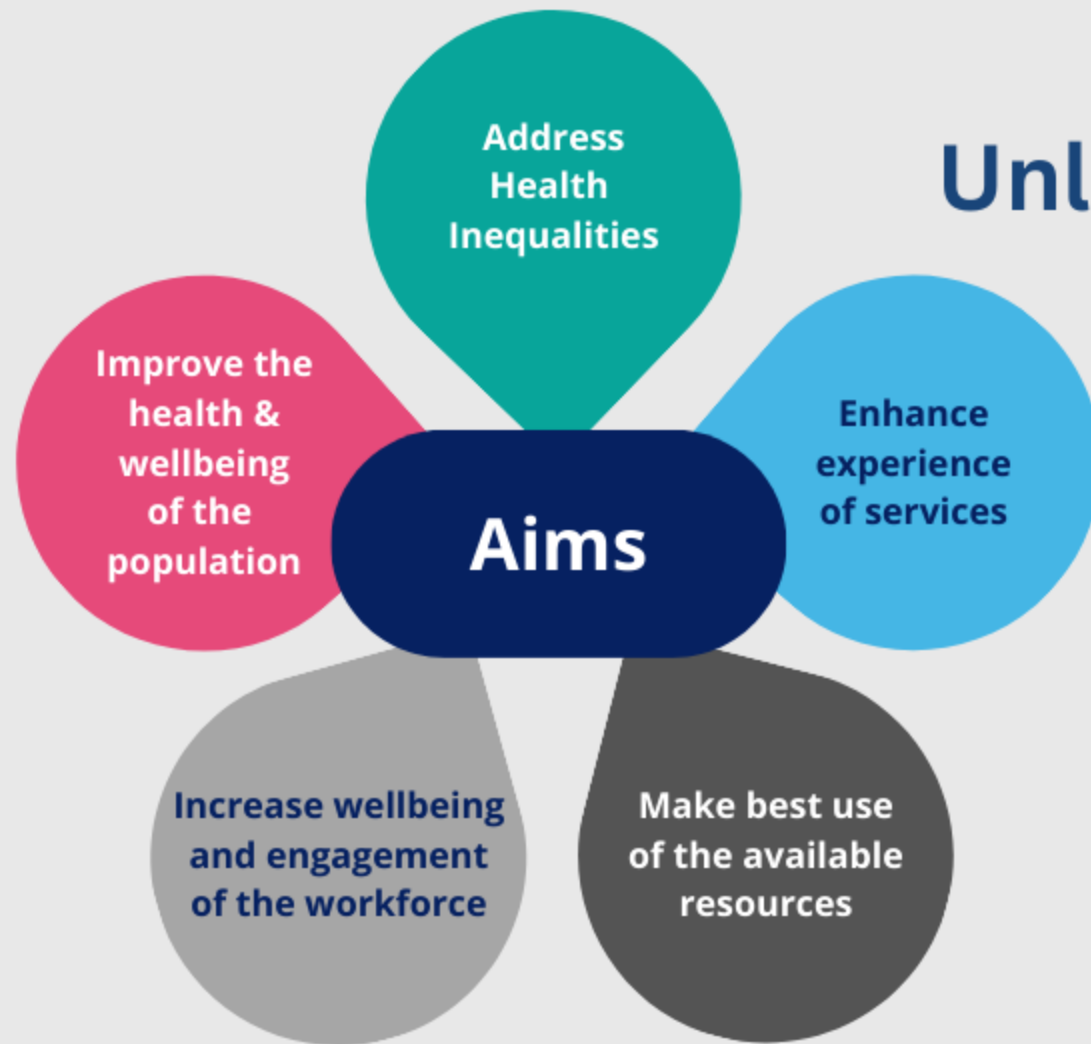 Address
Health
Inequalities
Unl
Improve the
health &
wellbeing
of the
population
Enhance
experience
of services
Aims
Increase wellbeing
and engagement
of the workforce
Make best use
of the available
resources